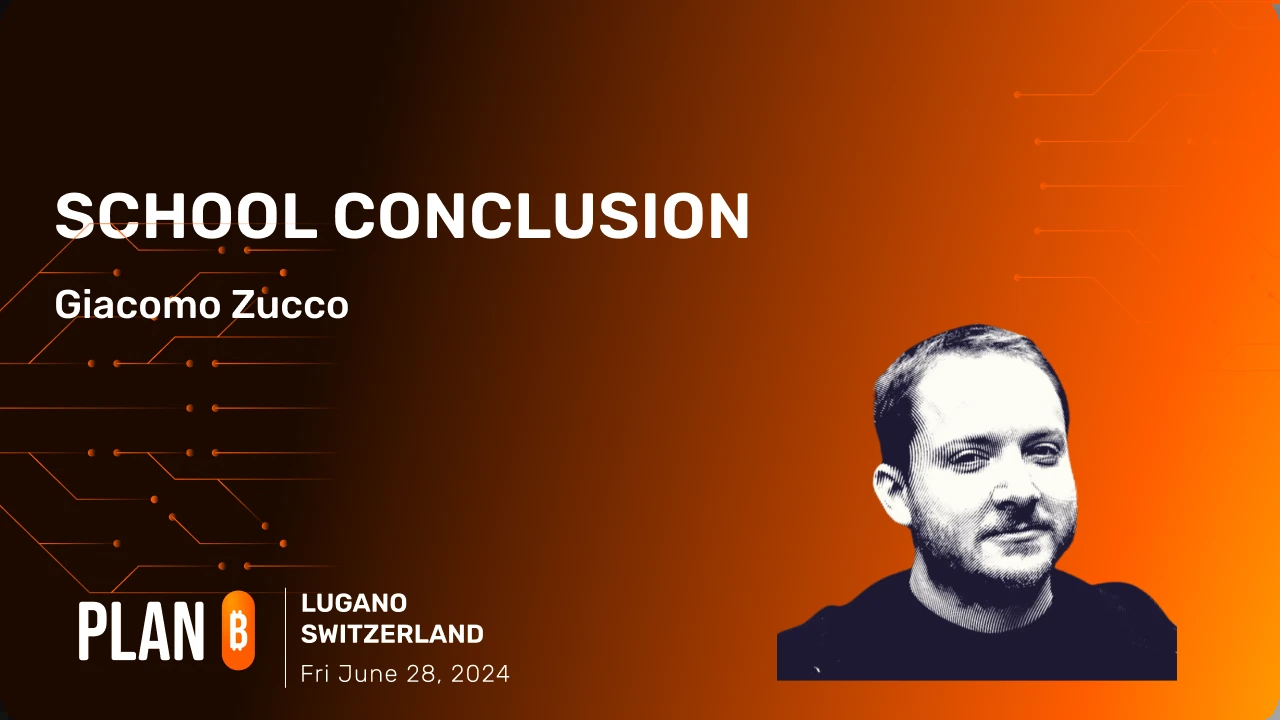 SCHOOL CONCLUSION
Giacomo Zucco
PLAN ₿
LUGANO
SWITZERLAND
Fri June 28, 2024